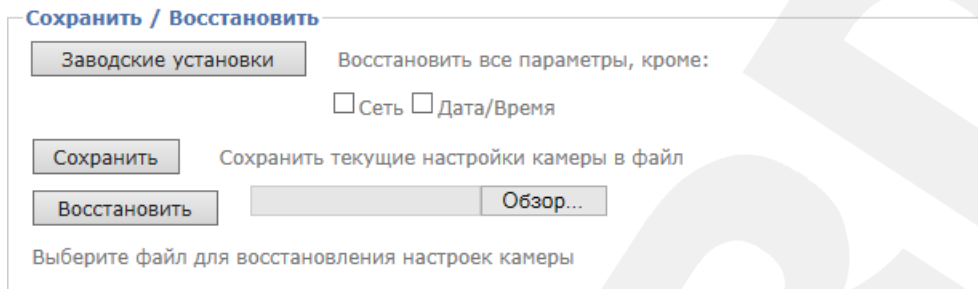 Сохранить / Восстановить
Заводские установки Восстановить все параметры, кроме:
Сеть Дата/Время
Сохранить Сохранить текущие настройки камеры в файл
Восстановить Обзор...
Выберите файл для восстановления настроек камеры